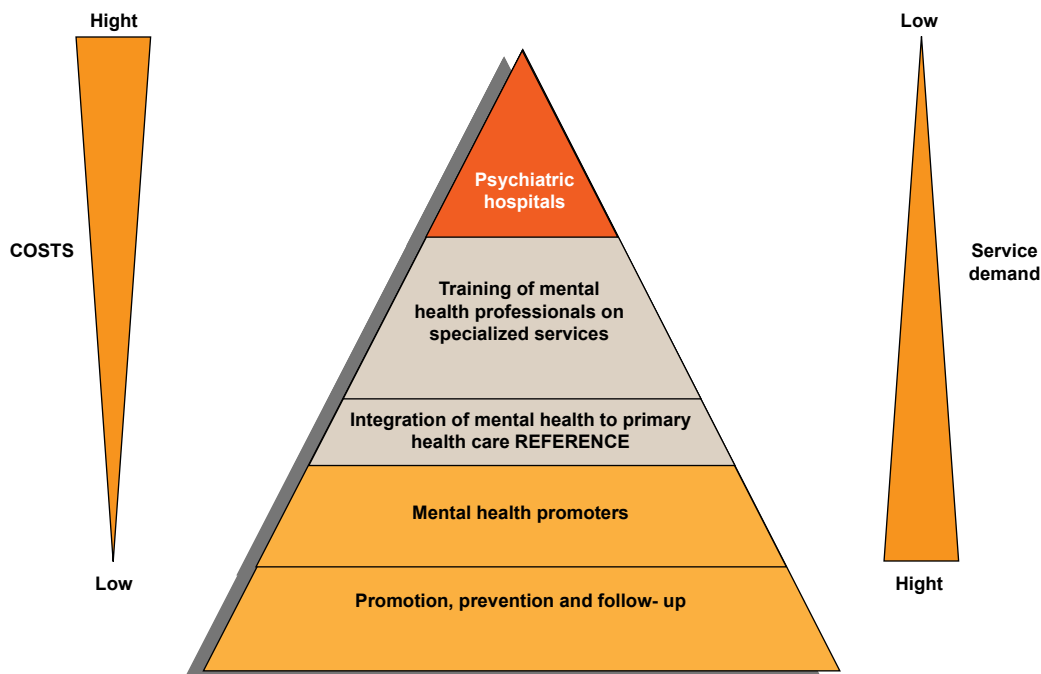 Hight
Low
Psychiatric
hospitals
COSTS
Service
demand
Training of mental
health professionals on
specialized services
Integration of mental health to primary
health care REFERENCE
Mental health promoters
Low
Hight
Promotion, prevention and follow- up